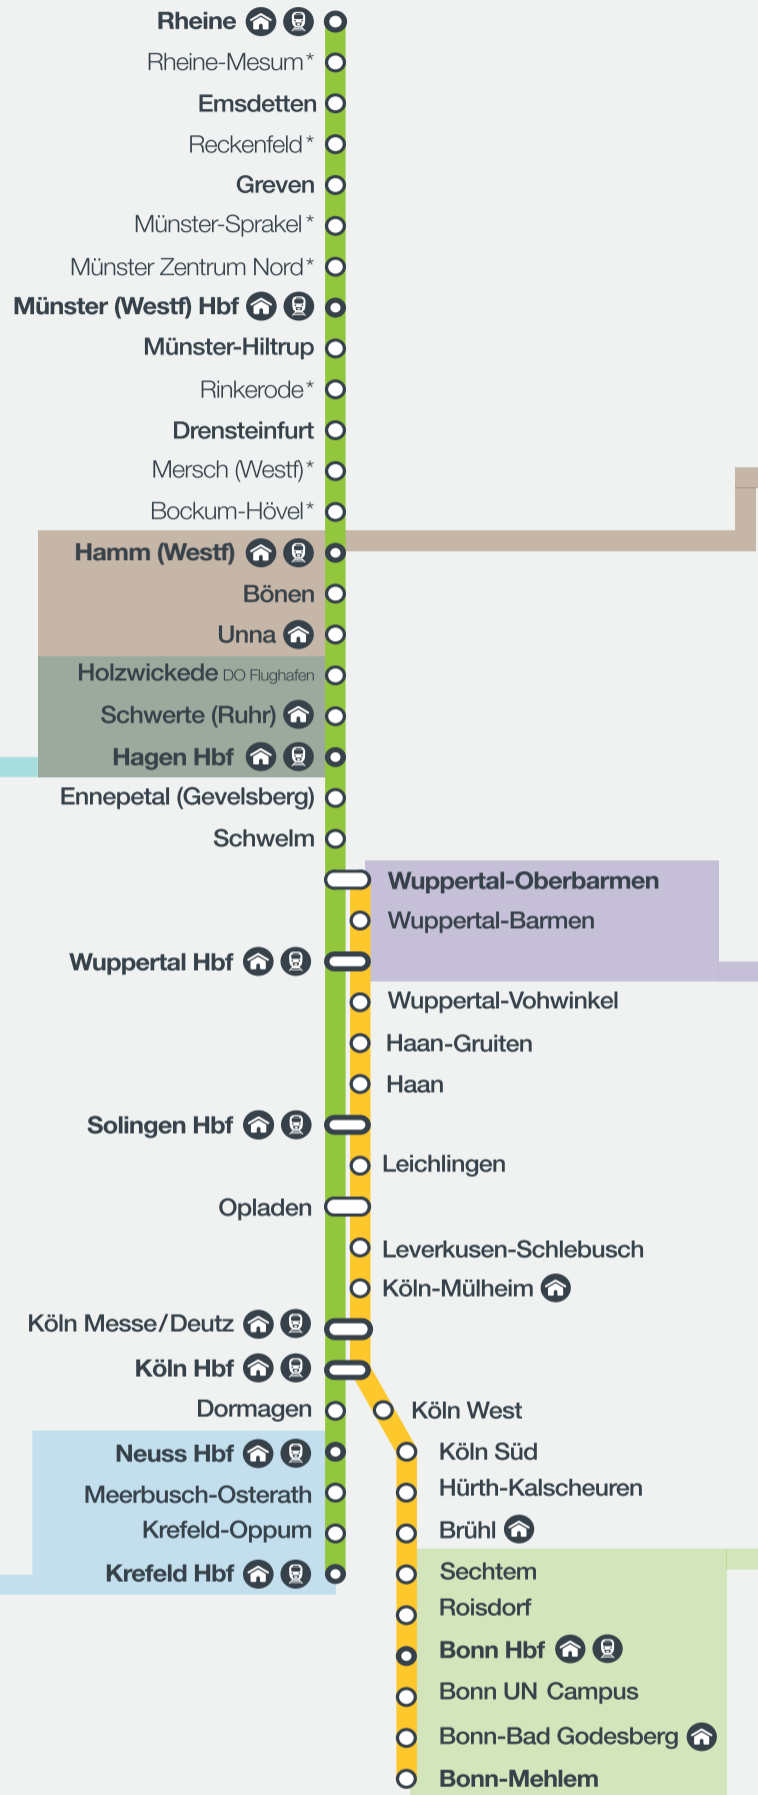 Rheine
Rheine-Mesum*
Emsdetten
Reckenfeld*
Greven
Münster-Sprakel*
Münster Zentrum Nord*
Münster (Westf) Hbf
Münster-Hiltrup
Rinkerode*
Drensteinfurt
Mersch (Westf)*
Bockum-Hövel*
Hamm (Westf)
Bönen
Unna
Holzwickede DO Flughafen
Schwerte (Ruhr)
Hagen Hbf
Ennepetal (Gevelsberg)
Schwelm
Wuppertal-Oberbarmen
Wuppertal-Barmen
Wuppertal Hbf
Wuppertal-Vohwinkel
Haan-Gruiten
Haan
Solingen Hbf
Leichlingen
Opladen
Leverkusen-Schlebusch
Köln-Mülheim
Köln Messe/Deutz
Köln Hbf
Dormagen
Köln West
Neuss Hbf
Köln Süd
Meerbusch-Osterath
Hürth-Kalscheuren
Krefeld-Oppum
Brühl
Krefeld Hbf
Sechtem
Roisdorf
Bonn Hbf
Bonn UN Campus
Bonn-Bad Godesberg
Bonn-Mehlem